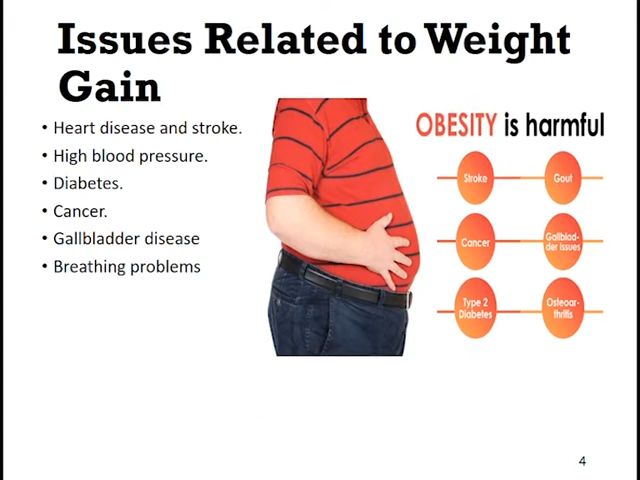 Issues Related to Weight
Gain
• Heart disease and stroke.
• High blood pressure.
• Diabetes.
• Cancer.
• Gallbladder disease
• Breathing problems
OBESITY is harmful
Stroke
Gout
Cancer
Gallblad-
der issues
Type 2
Diabetes
Osteoar-
thritis
4